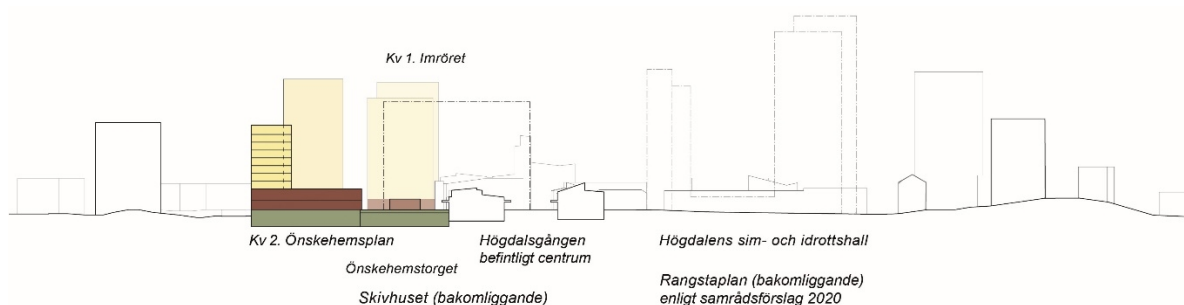 Kv 1. Imröret
Kv 2. Önskehemsplan
Högdalsgången
befintligt centrum
Högdalens sim- och idrottshall
Önskehemstorget
Rangstaplan (bakomliggande)
enligt samrådsförslag 2020
Skivhuset (bakomliggande)